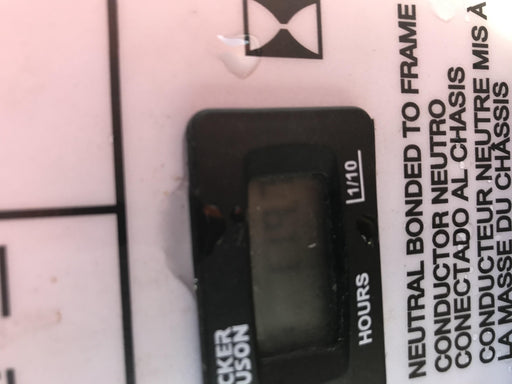 CKER
USON
HOURS 1/10
NEUTRAL BONDED TO FRAME
CONDUCTOR NEUTRO
CONECTADO AL CHASIS
CONDUCTEUR NEUTRE MIS À
LA MASSE DU CHÂSSIS